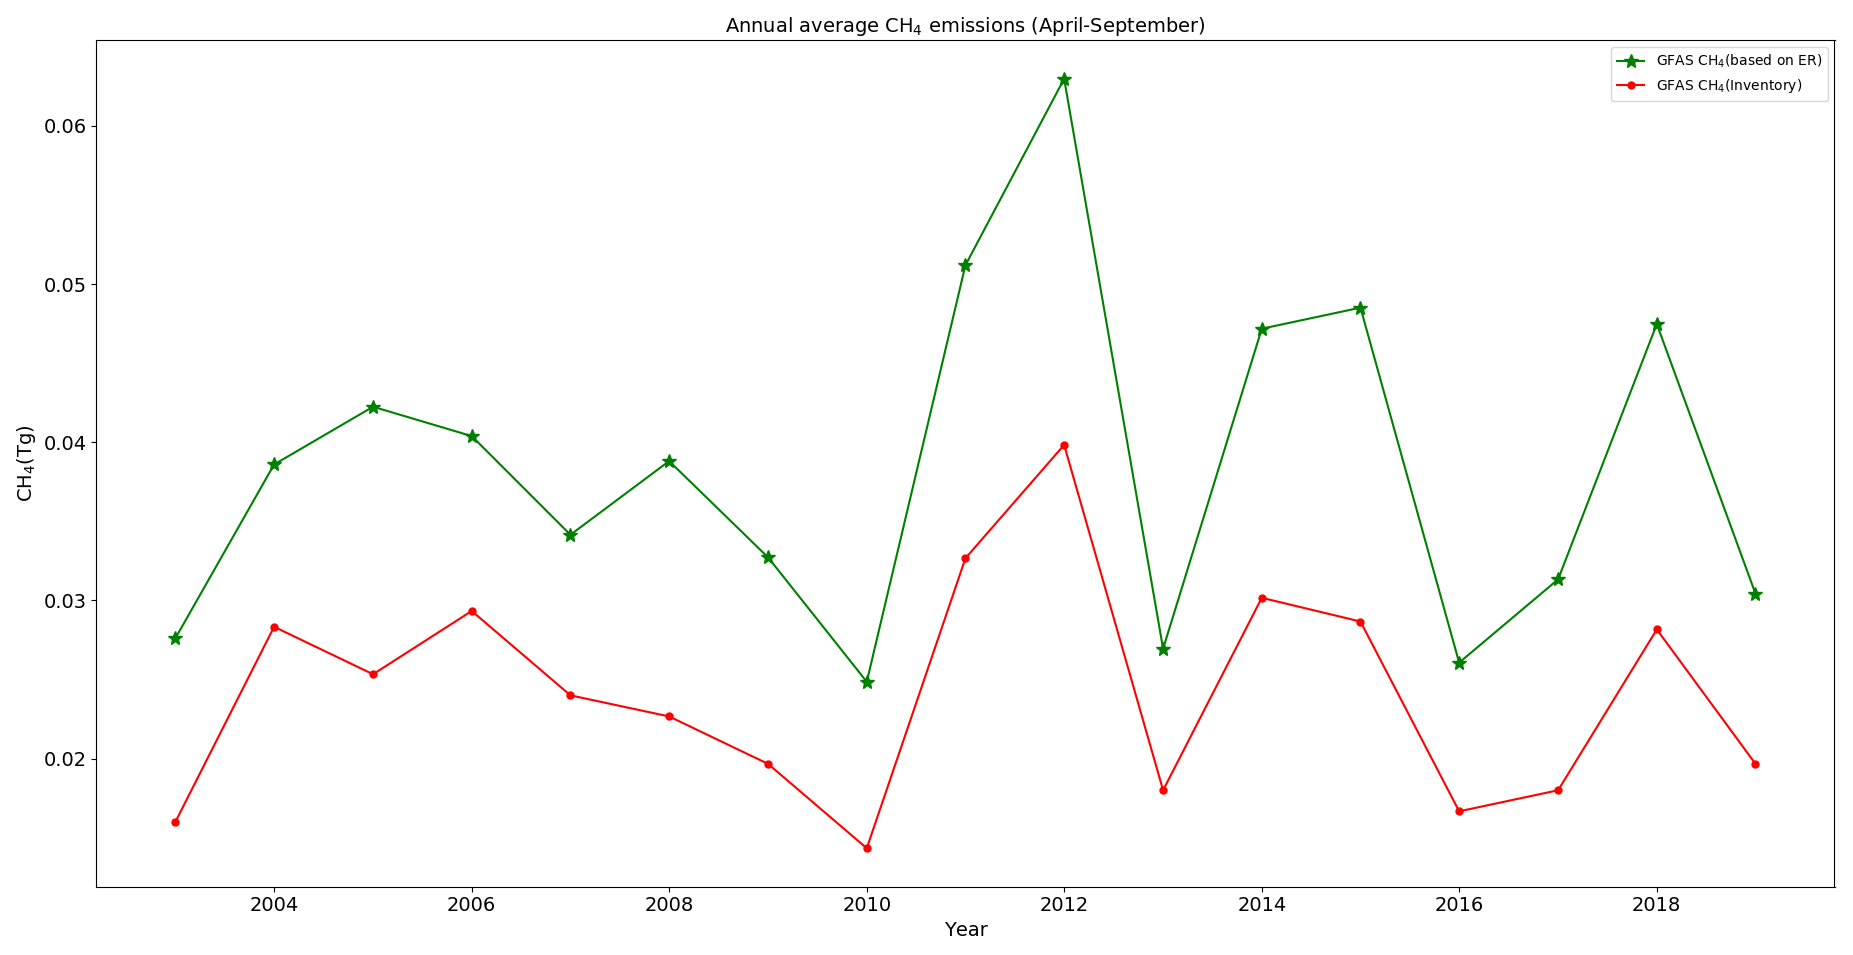 Annual average CH₄ emissions (April-September)
GFAS CH₄(based on ER)
GFAS CH₄(Inventory)
CH₄(Tg)
0.06
0.05
0.04
0.03
0.02
2004 2006 2008 2010 2012 2014 2016 2018
Year